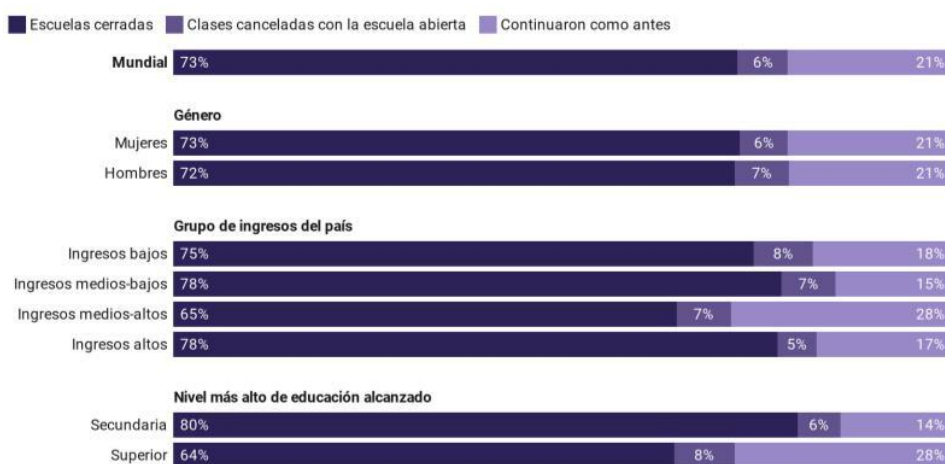 Escuelas cerradas Clases canceladas con la escuela abierta Continuaron como antes
Mundial 73% 6% 21%
Género
Mujeres 73% 6% 21%
Hombres 72% 7% 21%
Grupo de ingresos del país
Ingresos bajos 75% 8% 18%
Ingresos medios-bajos 78% 7% 15%
Ingresos medios-altos 65% 7% 28%
Ingresos altos 78% 5% 17%
Nivel más alto de educación alcanzado
Secundaria 80% 6% 14%
Superior 64% 8% 28%